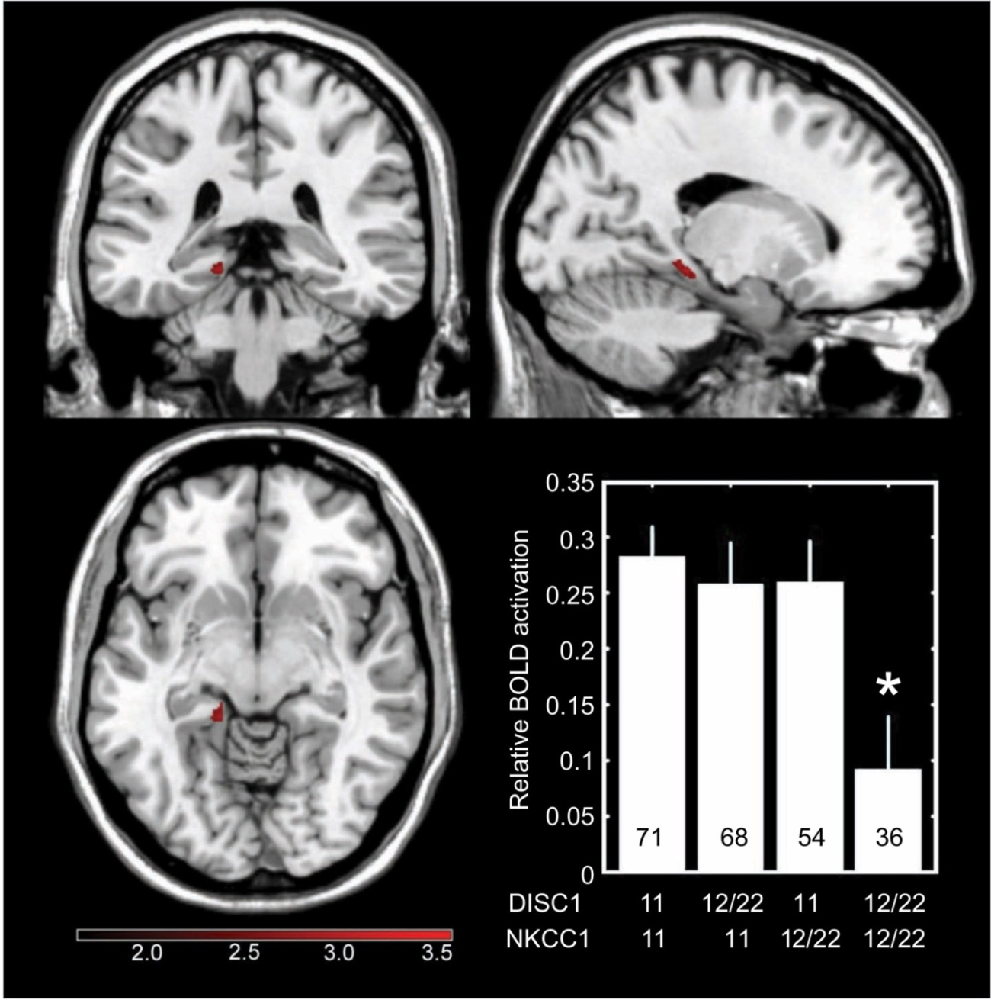 0.35
0.3
0.25
0.2
0.15
0.1
0.05
0
Relative BOLD activation
*
71 68 54 36
DISC1 11 12/22 11 12/22
NKCC1 11 11 12/22 12/22
2.0 2.5 3.0 3.5